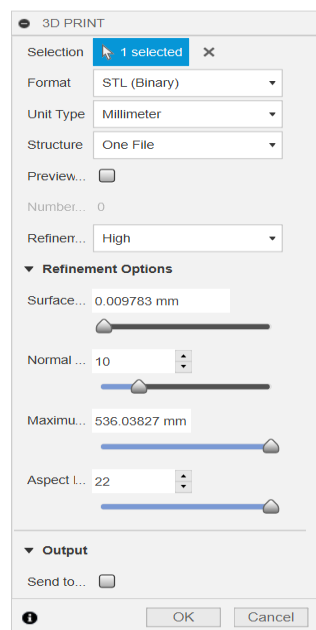 3D PRINT
Selection 1 selected
Format STL (Binary)
Unit Type Millimeter
Structure One File
Preview...
Number... 0
Refinem... High
Refinement Options
Surface... 0.009783 mm
Normal ... 10
Maximu... 536.03827 mm
Aspect l... 22
Output
Send to...
OK Cancel